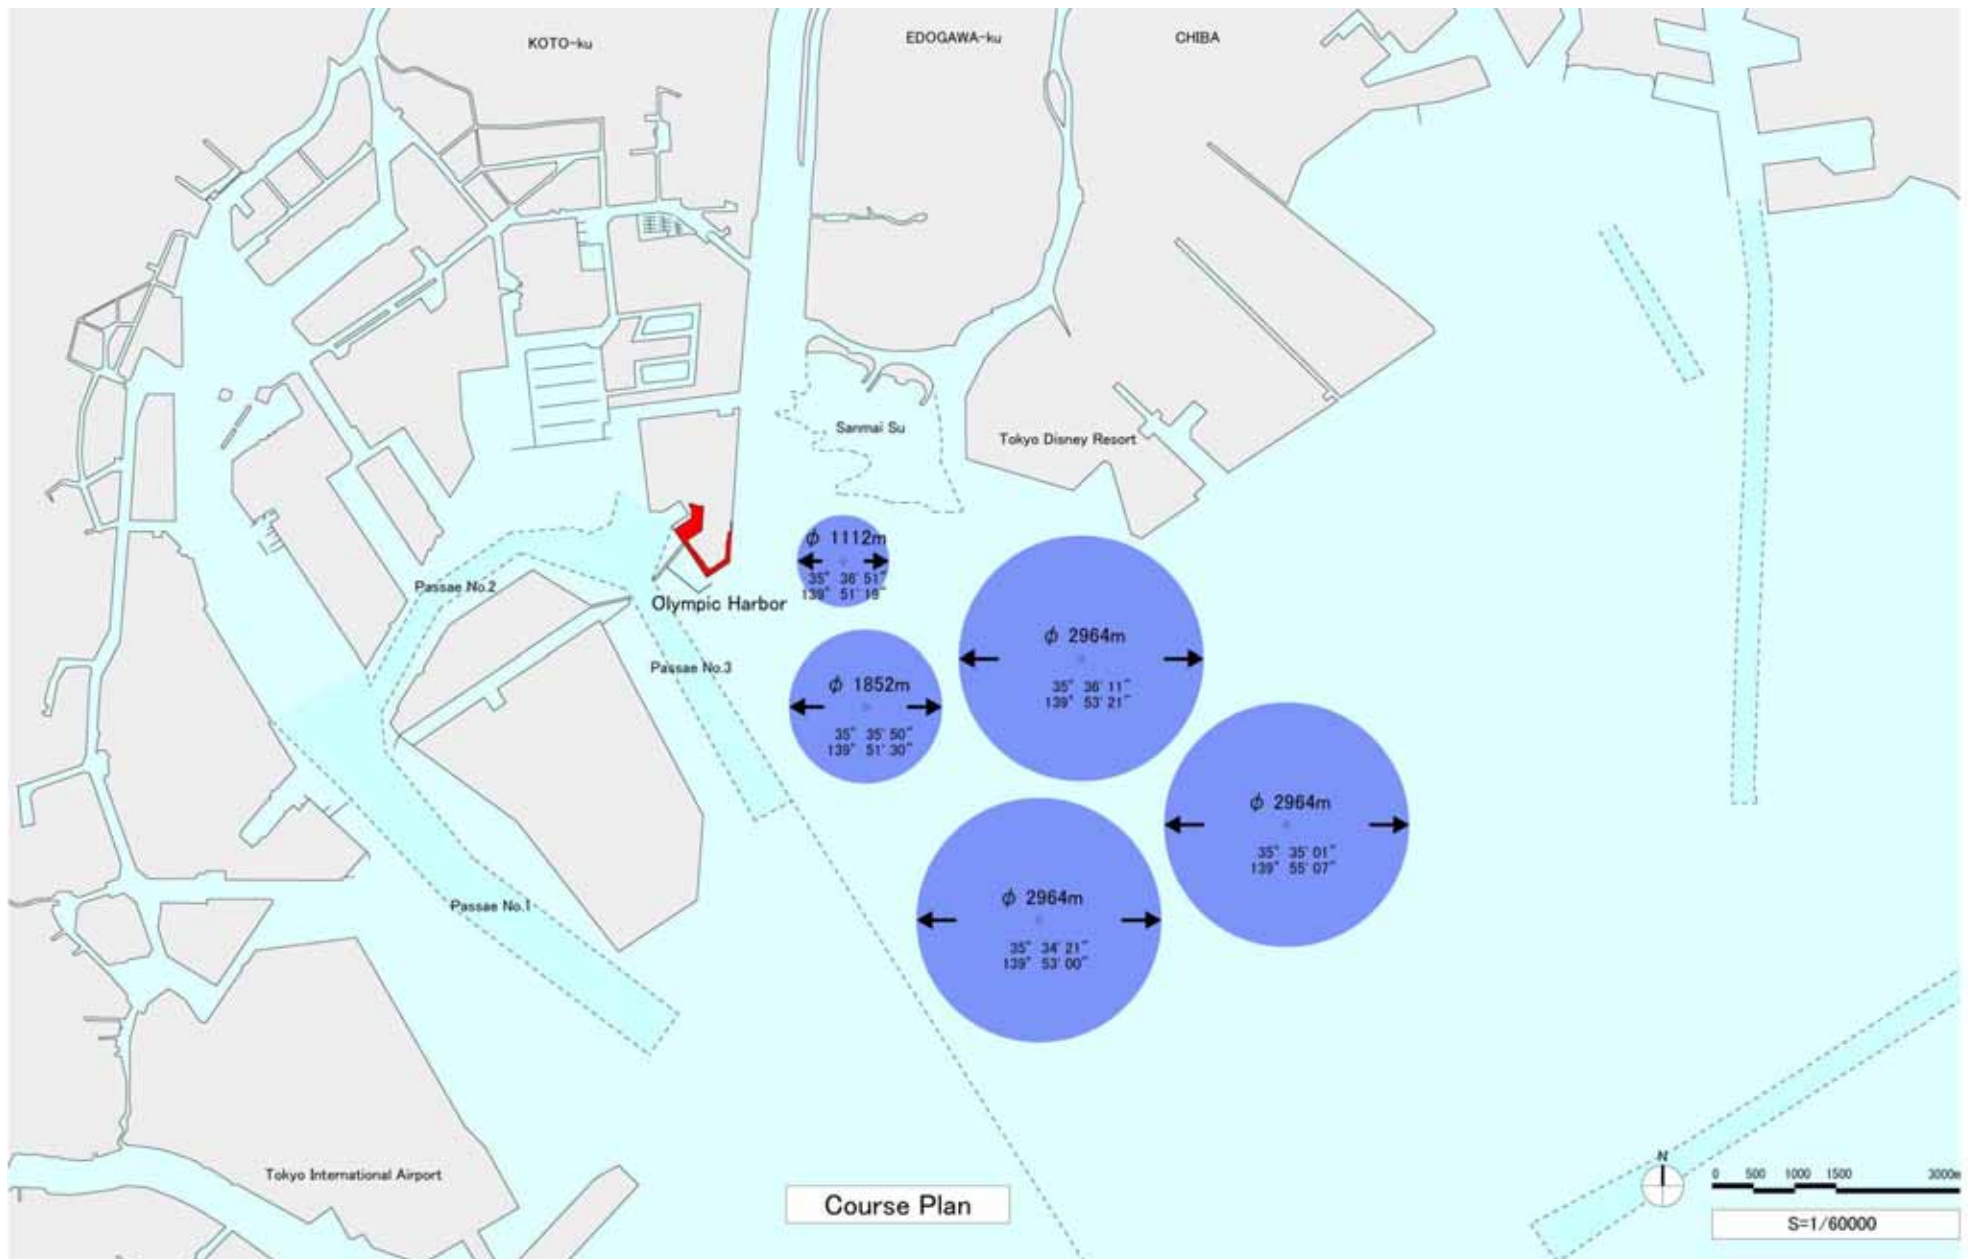 KOTO-ku
EDOGAWA-ku
CHIBA
Sanmai Su
Tokyo Disney Resort
φ 1112m
35° 36' 51"
139° 51' 19"
Passae No.2
Olympic Harbor
φ 2964m
35° 36' 11"
139° 53' 21"
Passae No.3
φ 1852m
35° 35' 50"
139° 51' 30"
φ 2964m
35° 35' 01"
139° 55' 07"
φ 2964m
35° 34' 21"
139° 53' 00"
Passae No.1
Tokyo International Airport
Course Plan
N
0 500 1000 1500 3000m
S=1/60000